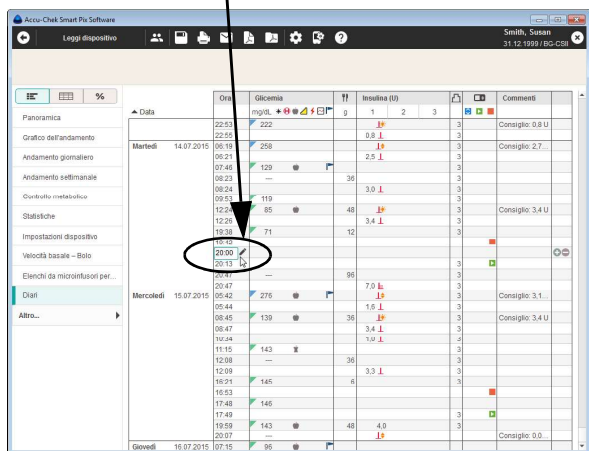 Accu-Chek Smart Pix Software
Leggi dispositivo
Smith, Susan
31.12.1999 / BG-CSII
%
Panoramica
Grafico dell'andamento
Andamento giornaliero
Andamento settimanale
Controllo metabolico
Statistiche
Impostazioni dispositivo
Velocità basale – Bolo
Elenchi da microinfusori per...
Diari
Altro...
Ora Glicemia Insulina (U) Commenti
Data mg/dL g 1 2 3
22:53 222 3 Consiglio: 0,8 U
22:55 0,8 3
Martedì 14.07.2015 06:19 258 3 Consiglio: 2,7...
06:21 2,5 3
07:46 129 3
08:23 — 36 3
08:24 3,0 3
09:53 119 3
12:24 85 48 3 Consiglio: 3,4 U
12:26 3,4 3
19:38 71 12 3
20:00
20:13 3
20:47 — 96 3
20:47 7,0 3
Mercoledì 15.07.2015 05:42 276 3 Consiglio: 3,1...
05:44 1,6 3
08:45 139 36 3 Consiglio: 3,4 U
08:47 3,4 3
10:34 1,0 3
11:15 143 3
12:08 — 36 3
12:09 3,3 3
16:21 145 6 3
16:53
17:48 146
17:49 3
19:59 143 48 4,0 3
20:07 — 3 Consiglio: 0,0...
Giovedì 16.07.2015 07:15 96 3